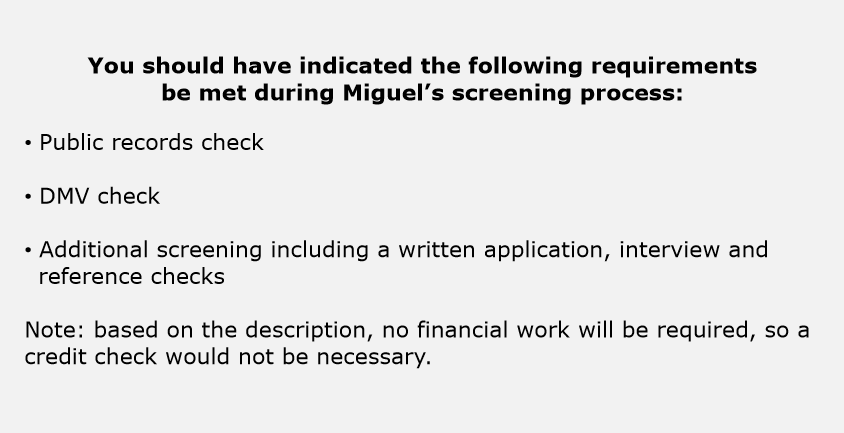 You should have indicated the following requirements
be met during Miguel’s screening process:
• Public records check
• DMV check
• Additional screening including a written application, interview and
reference checks
Note: based on the description, no financial work will be required, so a
credit check would not be necessary.